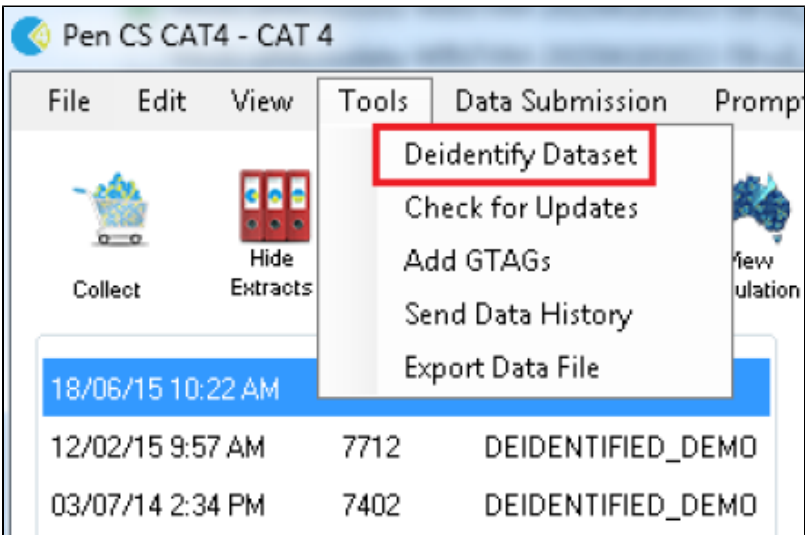 Pen CS CAT4 - CAT 4
File Edit View Tools Data Submission
Deidentify Dataset
Check for Updates
Add GTAGs
Send Data History
Export Data File
Collect
Hide
Extracts
18/06/15 10:22 AM
12/02/15 9:57 AM 7712 DEIDENTIFIED_DEMO
03/07/14 2:34 PM 7402 DEIDENTIFIED_DEMO